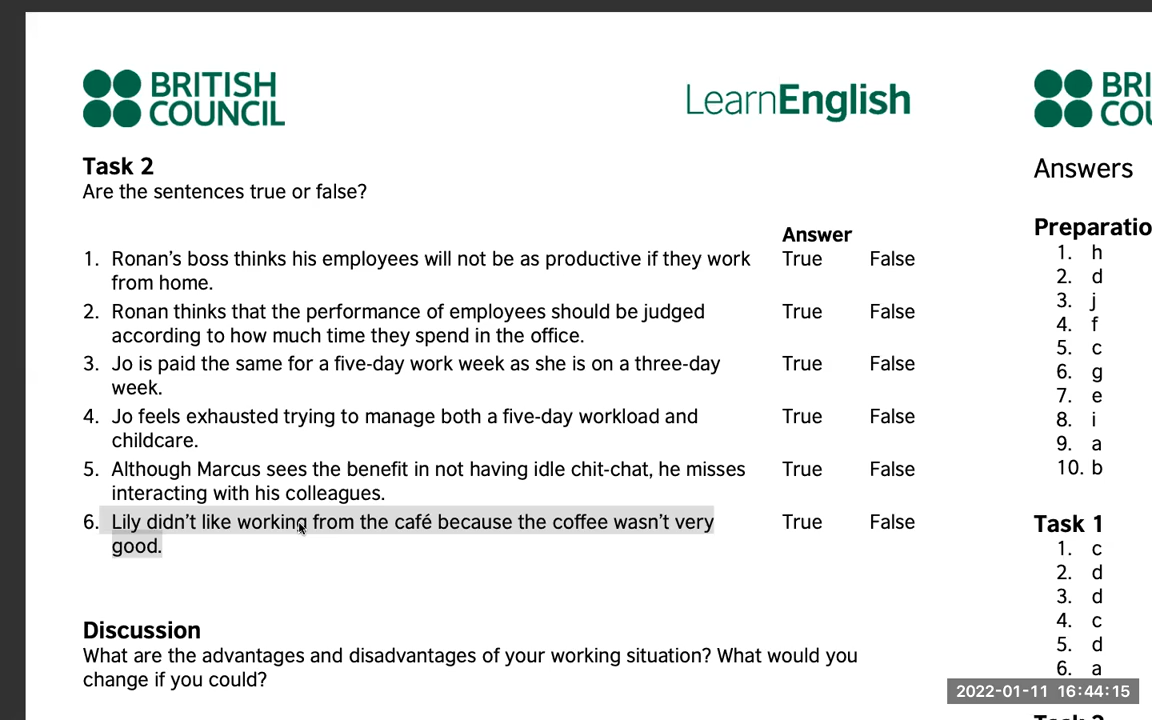 BRITISH
COUNCIL
LearnEnglish
Task 2
Are the sentences true or false?
Answer
1. Ronan's boss thinks his employees will not be as productive if they work True False
from home.
2. Ronan thinks that the performance of employees should be judged True False
according to how much time they spend in the office.
3. Jo is paid the same for a five-day work week as she is on a three-day True False
week.
4. Jo feels exhausted trying to manage both a five-day workload and True False
childcare.
5. Although Marcus sees the benefit in not having idle chit-chat, he misses True False
interacting with his colleagues.
6. Lily didn't like working from the café because the coffee wasn't very True False
good.
Discussion
What are the advantages and disadvantages of your working situation? What would you
change if you could?
BRI
COU
Answers
Preparatio
1. h
2. d
3. j
4. f
5. c
6. g
7. e
8. i
9. a
10. b
Task 1
1. c
2. d
3. d
4. c
5. d
6. a
2022-01-11 16:44:15